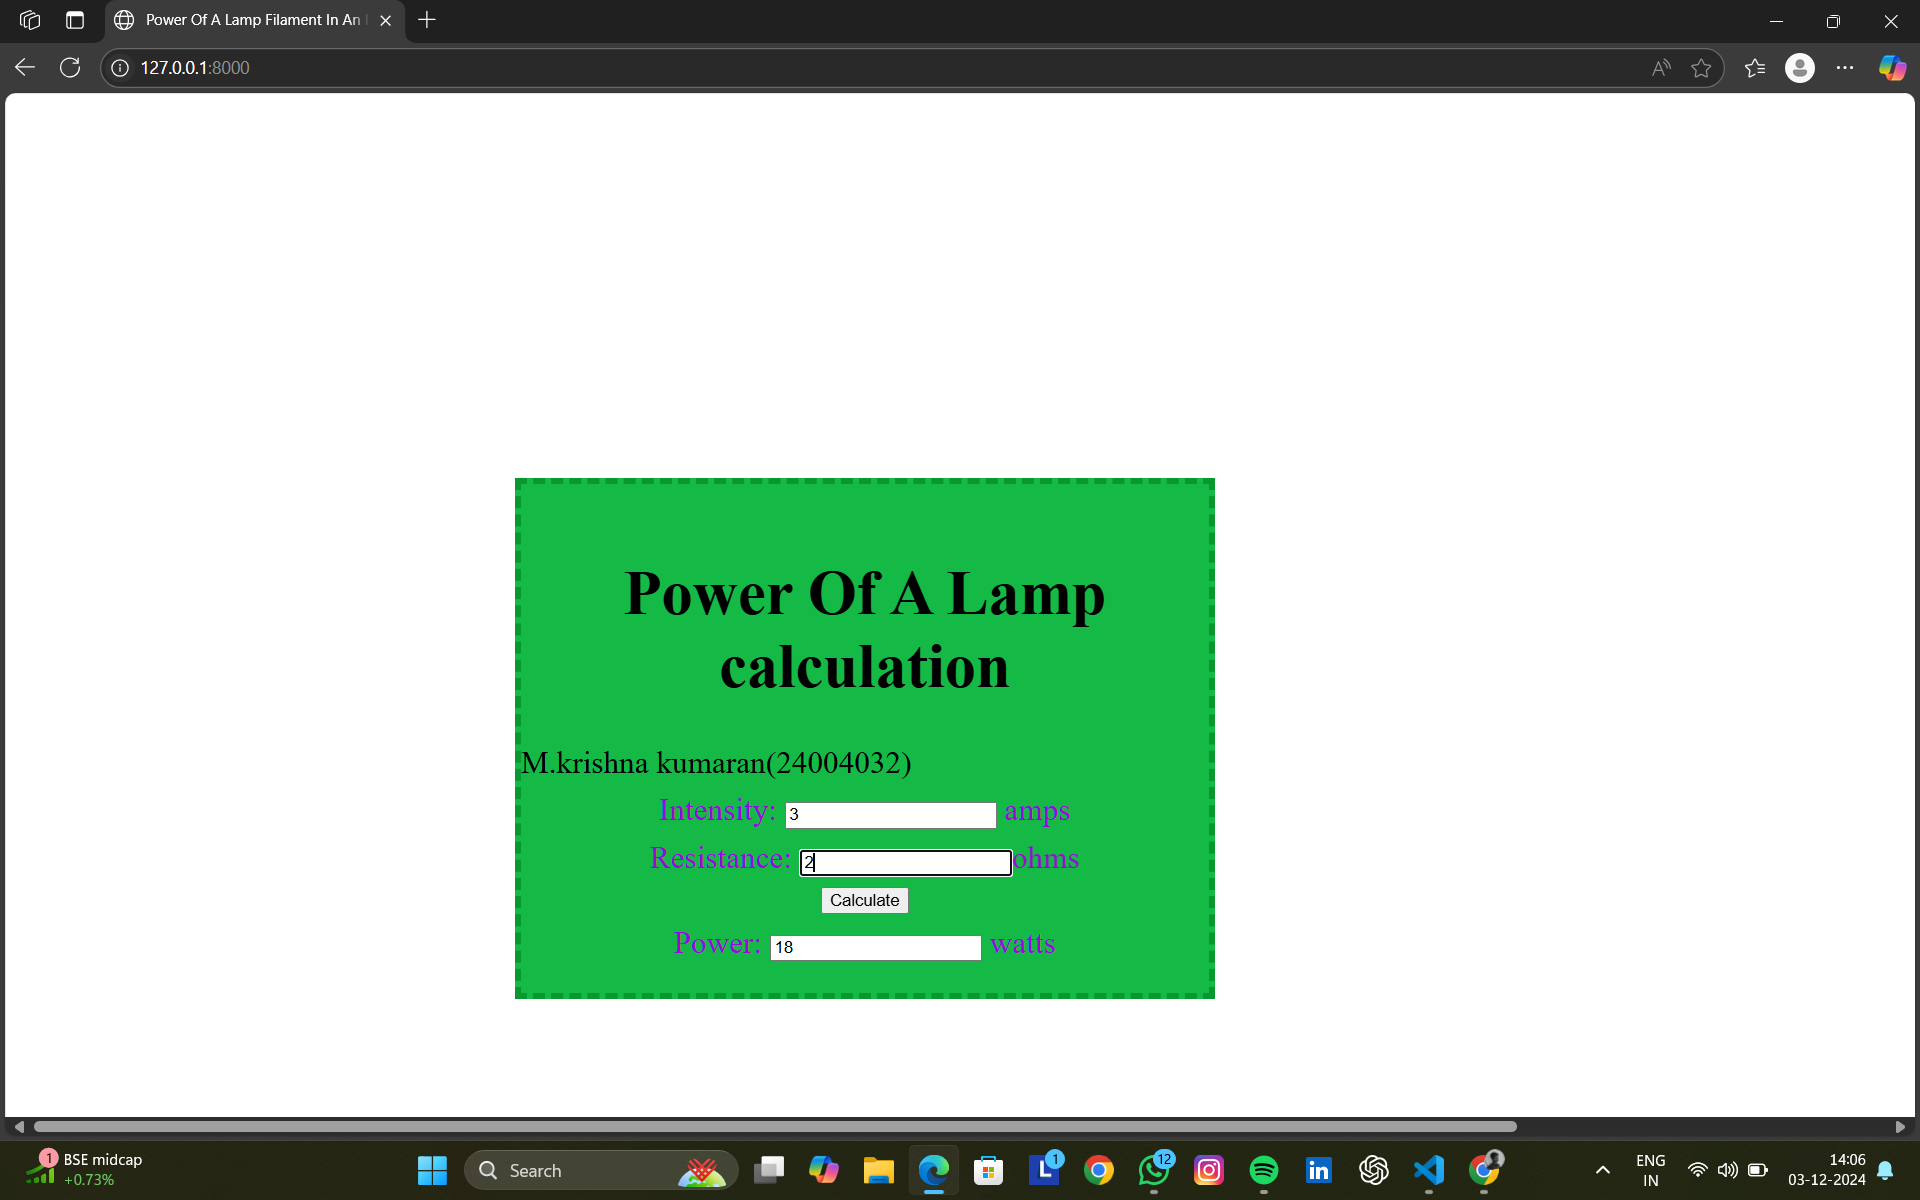 Power Of A Lamp Filament In An
127.0.0.1:8000
Power Of A Lamp
calculation
M.krishna kumaran(24004032)
Intensity: 3 amps
Resistance: 2 ohms
Calculate
Power: 18 watts
1
BSE midcap
+0.73%
Search
L 1
12
in
ENG
IN
14:06
03-12-2024